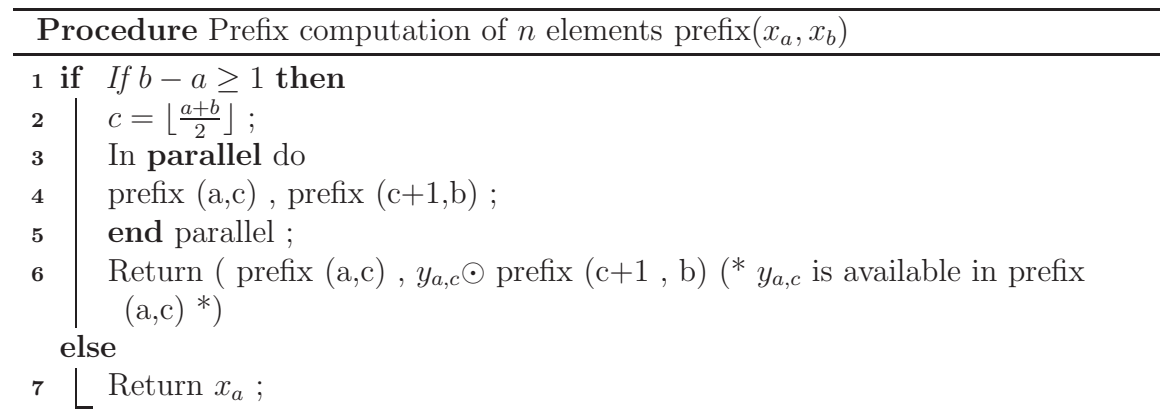 Procedure Prefix computation of n elements prefix(x_a, x_b)
1 if If b − a ≥ 1 then
2 c = ⌊\frac{a+b}{2}⌋ ;
3 In parallel do
4 prefix (a,c) , prefix (c+1,b) ;
5 end parallel ;
6 Return ( prefix (a,c) , y_{a,c}⊙ prefix (c+1 , b) (* y_{a,c} is available in prefix
(a,c) *)
else
7 Return x_a ;